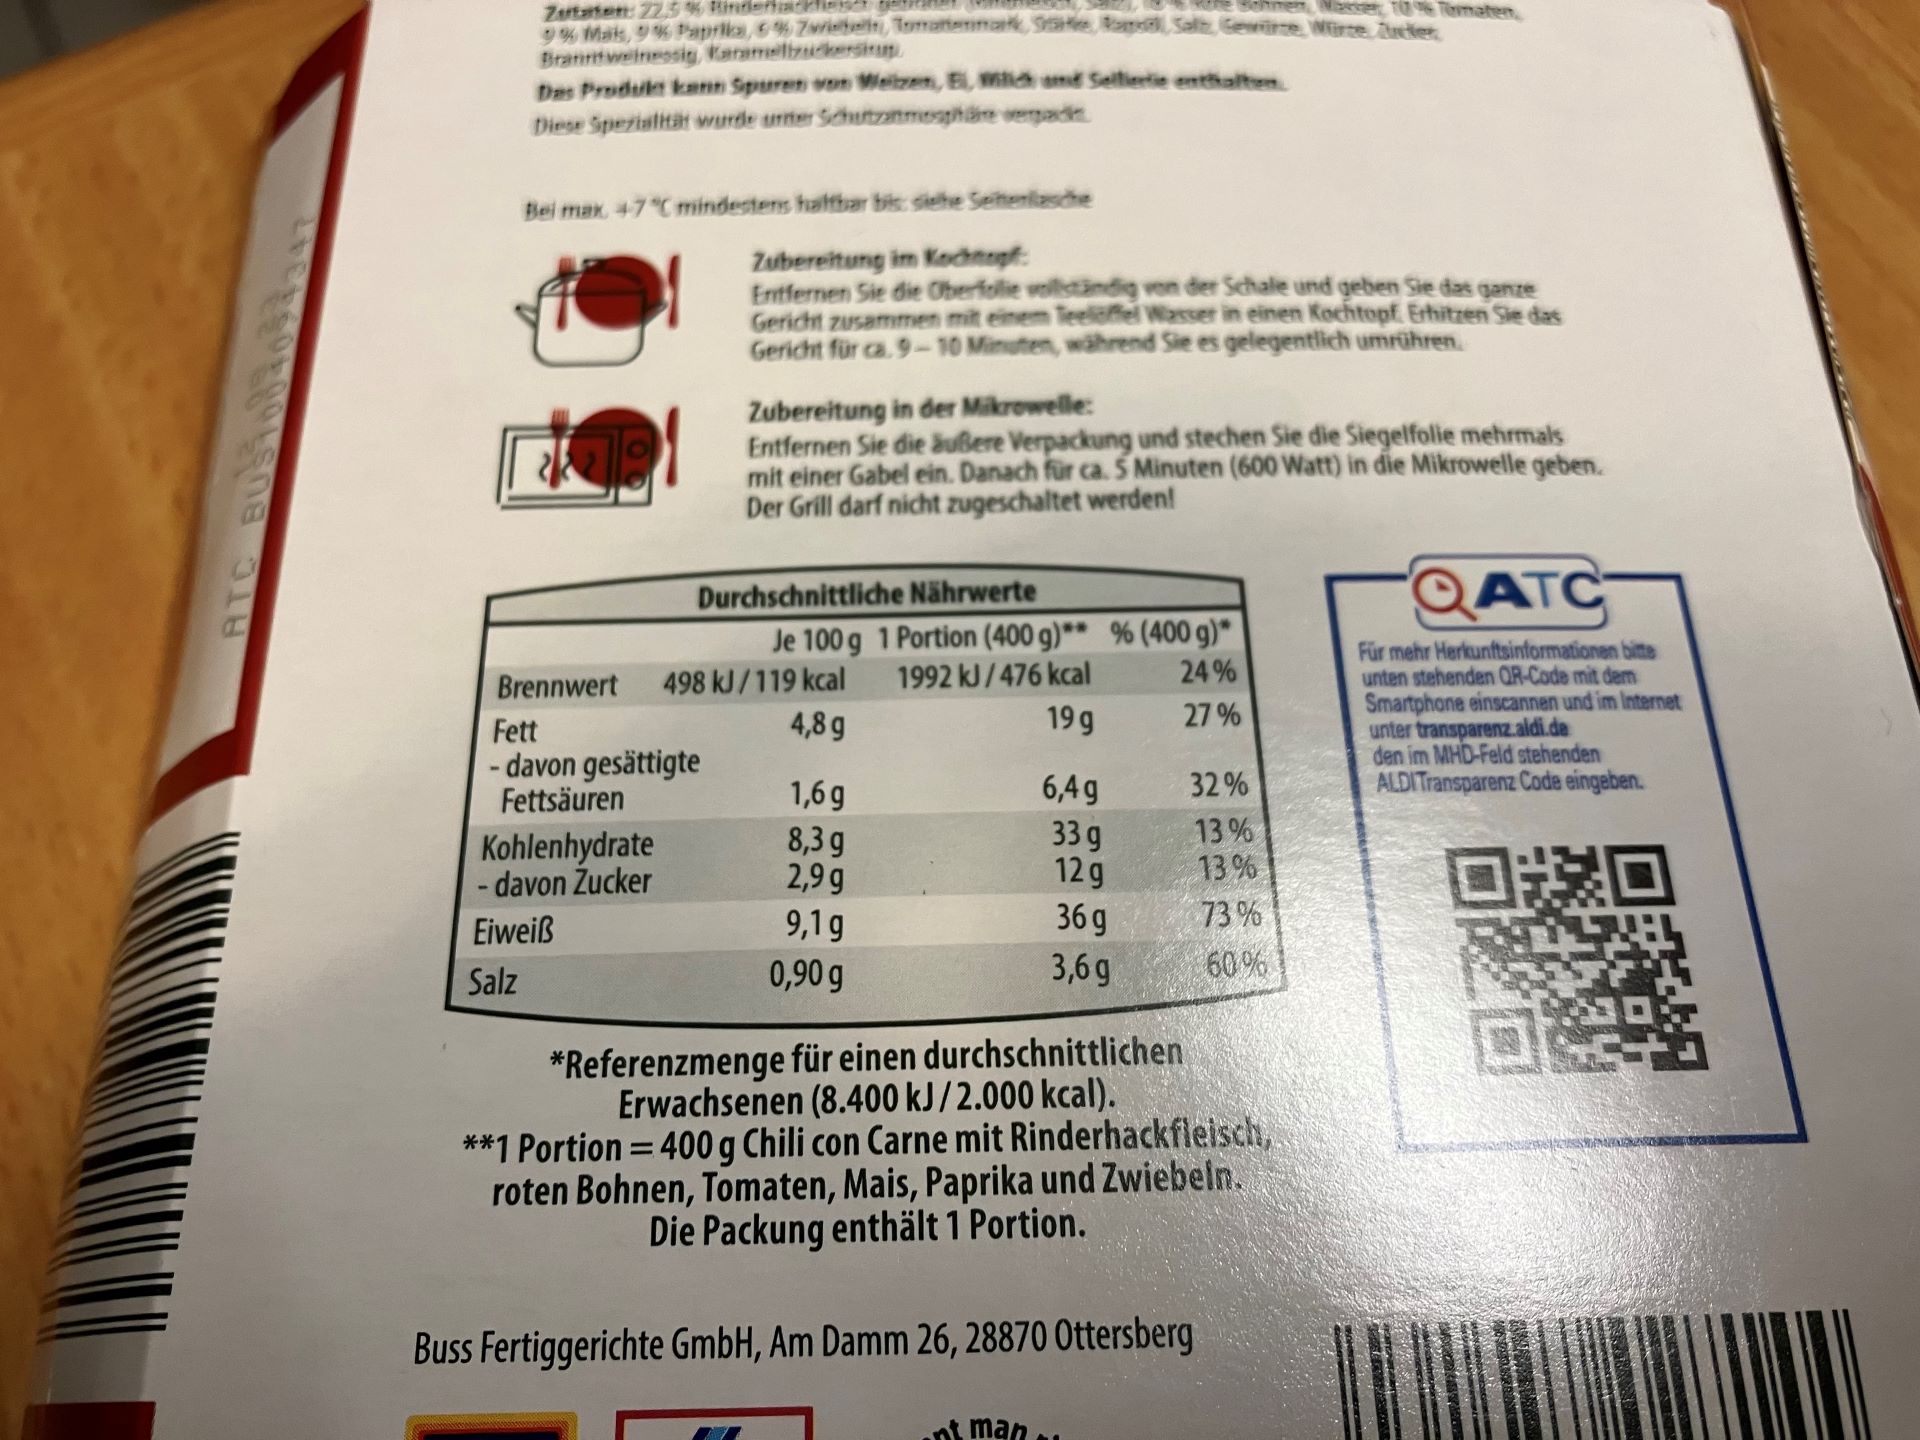 Zutaten: 22,5 % Rinderhackfleisch Bohnen, Wasser, 10 % Tomaten,
9 % Mais, 9 % Paprika, 6 % Zwiebeln, Tomatenmark, Stärke, Rapsöl, Salz, Gewürze, Würze, Zucker,
Branntweinessig, Karamellzuckersirup.
Das Produkt kann Spuren von Weizen, Ei, Milch und Sellerie enthalten.
Diese Spezialität wurde unter Schutzatmosphäre verpackt.
Bei max. +7 °C mindestens haltbar bis: siehe Seitenlasche
Zubereitung im Kochtopf:
Entfernen Sie die Oberfolie vollständig von der Schale und geben Sie das ganze
Gericht zusammen mit einem Teelöffel Wasser in einen Kochtopf. Erhitzen Sie das
Gericht für ca. 9 – 10 Minuten, während Sie es gelegentlich umrühren.
Zubereitung in der Mikrowelle:
Entfernen Sie die äußere Verpackung und stechen Sie die Siegelfolie mehrmals
mit einer Gabel ein. Danach für ca. 5 Minuten (600 Watt) in die Mikrowelle geben.
Der Grill darf nicht zugeschaltet werden!
Durchschnittliche Nährwerte
Je 100 g 1 Portion (400 g)** % (400 g)*
Brennwert 498 kJ / 119 kcal 1992 kJ / 476 kcal 24 %
Fett 4,8 g 19 g 27 %
- davon gesättigte
Fettsäuren 1,6 g 6,4 g 32 %
Kohlenhydrate 8,3 g 33 g 13 %
- davon Zucker 2,9 g 12 g 13 %
Eiweiß 9,1 g 36 g 73 %
Salz 0,90 g 3,6 g 60 %
*Referenzmenge für einen durchschnittlichen
Erwachsenen (8.400 kJ / 2.000 kcal).
**1 Portion = 400 g Chili con Carne mit Rinderhackfleisch,
roten Bohnen, Tomaten, Mais, Paprika und Zwiebeln.
Die Packung enthält 1 Portion.
ATC
Für mehr Herkunftsinformationen bitte
unten stehenden QR-Code mit dem
Smartphone einscannen und im Internet
unter transparenz.aldi.de
den im MHD-Feld stehenden
ALDI Transparenz Code eingeben.
Buss Fertiggerichte GmbH, Am Damm 26, 28870 Ottersberg
man
ATC